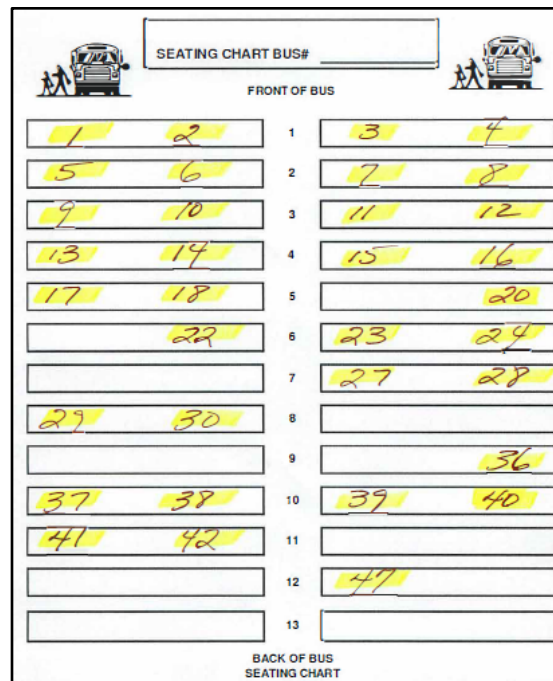 SEATING CHART BUS#
FRONT OF BUS
1 2 1 3 4
5 6 2 7 8
9 10 3 11 12
13 14 4 15 16
17 18 5 20
22 6 23 24
7 27 28
29 30 8
9 36
37 38 10 39 40
41 42 11
12 47
13
BACK OF BUS
SEATING CHART